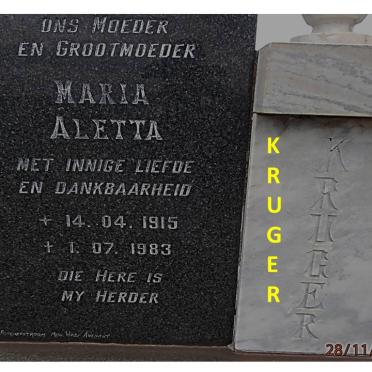 ONS MOEDER
EN GROOTMOEDER
MARIA
ALETTA
MET INNIGE LIEFDE
EN DANKBAARHEID
+ 14. 04. 1915
+ 1. 07. 1983
DIE HERE IS
MY HERDER
KRUGER
KRUGER
28/11/